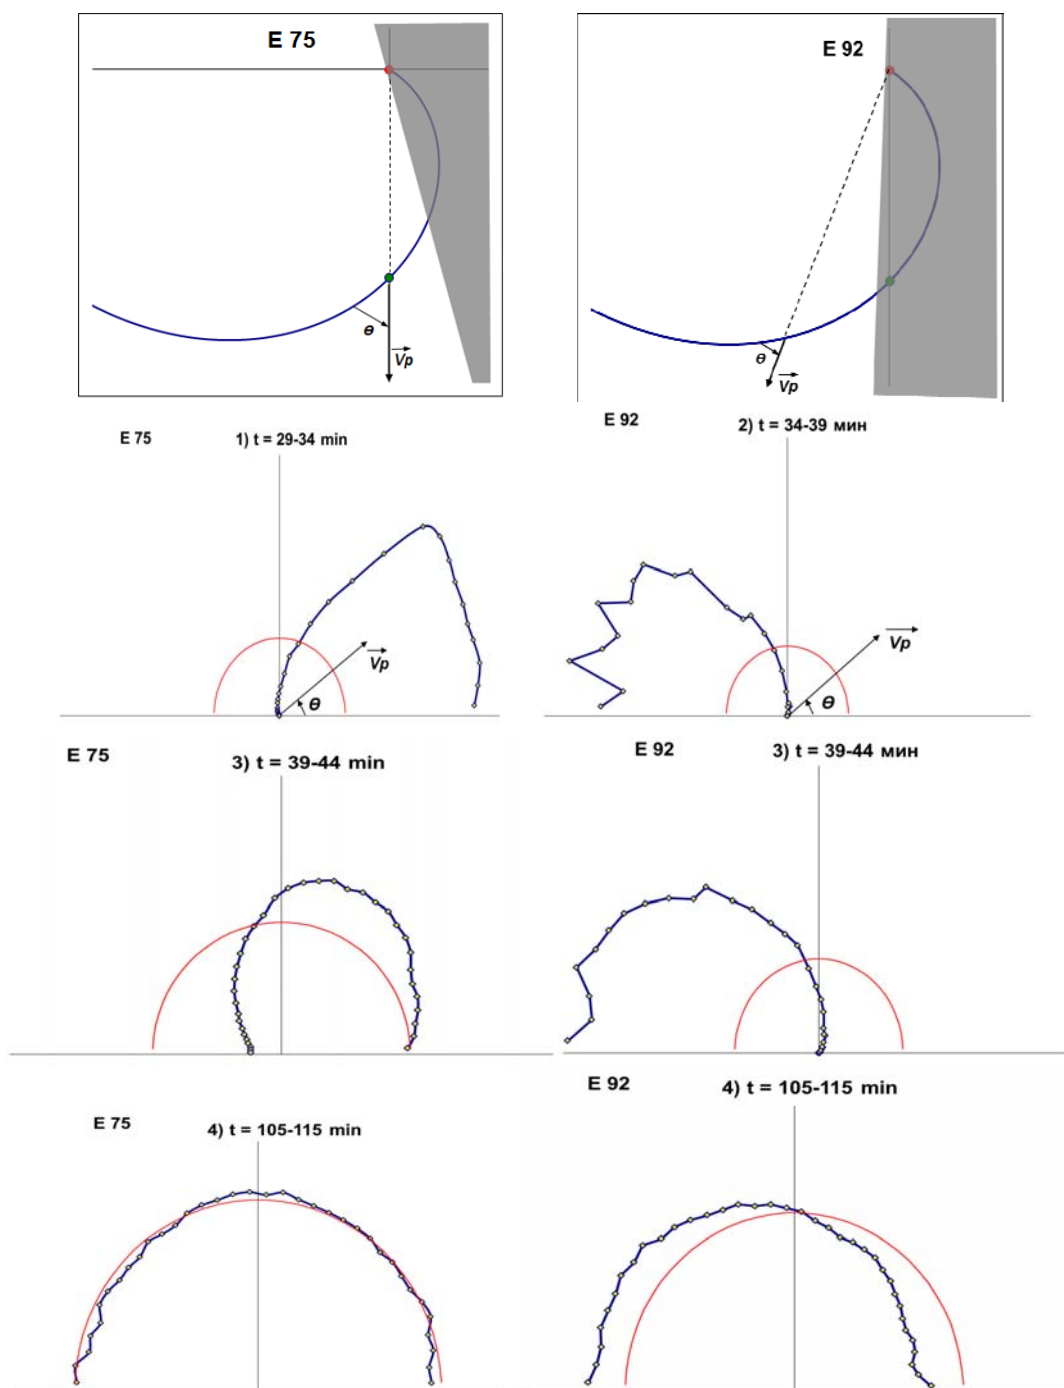 E 75
θ
Vp
E 92
θ
Vp
E 75
1) t = 29-34 min
Vp
θ
E 92
2) t = 34-39 мин
Vp
θ
E 75
3) t = 39-44 min
E 92
3) t = 39-44 мин
E 75
4) t = 105-115 min
E 92
4) t = 105-115 min